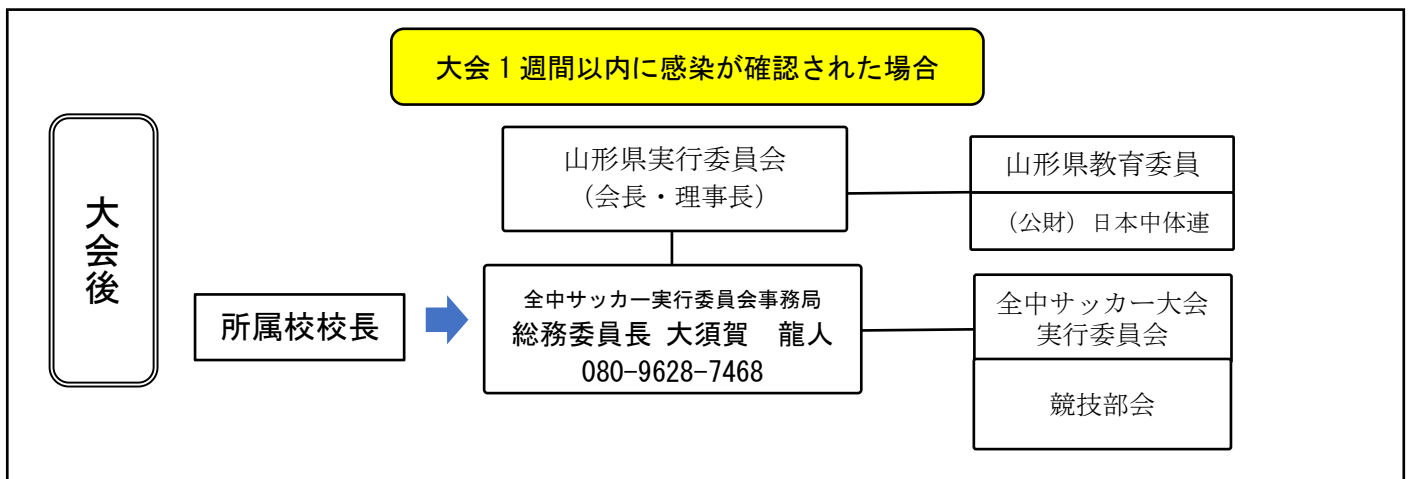 大会１週間以内に感染が確認された場合
大会後
山形県実行委員会
（会長・理事長）
山形県教育委員
（公財）日本中体連
所属校校長
全中サッカー実行委員会事務局
総務委員長 大須賀　龍人
080-9628-7468
全中サッカー大会
実行委員会
競技部会